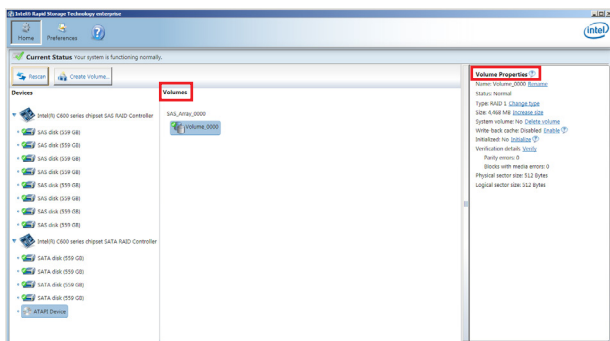 Intel® Rapid Storage Technology enterprise
Home
Preferences
intel
Current Status Your system is functioning normally.
Rescan
Create Volume...
Devices
Intel(R) C600 series chipset SAS RAID Controller
SAS disk (559 GB)
SAS disk (559 GB)
SAS disk (559 GB)
SAS disk (559 GB)
SAS disk (559 GB)
SAS disk (559 GB)
SAS disk (559 GB)
SAS disk (559 GB)
Intel(R) C600 series chipset SATA RAID Controller
SATA disk (559 GB)
SATA disk (559 GB)
SATA disk (559 GB)
SATA disk (559 GB)
ATAPI Device
Volumes
SAS_Array_0000
Volume_0000
Volume Properties ?
Name: Volume_0000 Rename
Status: Normal
Type: RAID 1 Change type
Size: 4,468 MB Increase size
System volume: No Delete volume
Write-back cache: Disabled Enable ?
Initialized: No Initialize ?
Verification details Verify
Parity errors: 0
Blocks with media errors: 0
Physical sector size: 512 Bytes
Logical sector size: 512 Bytes